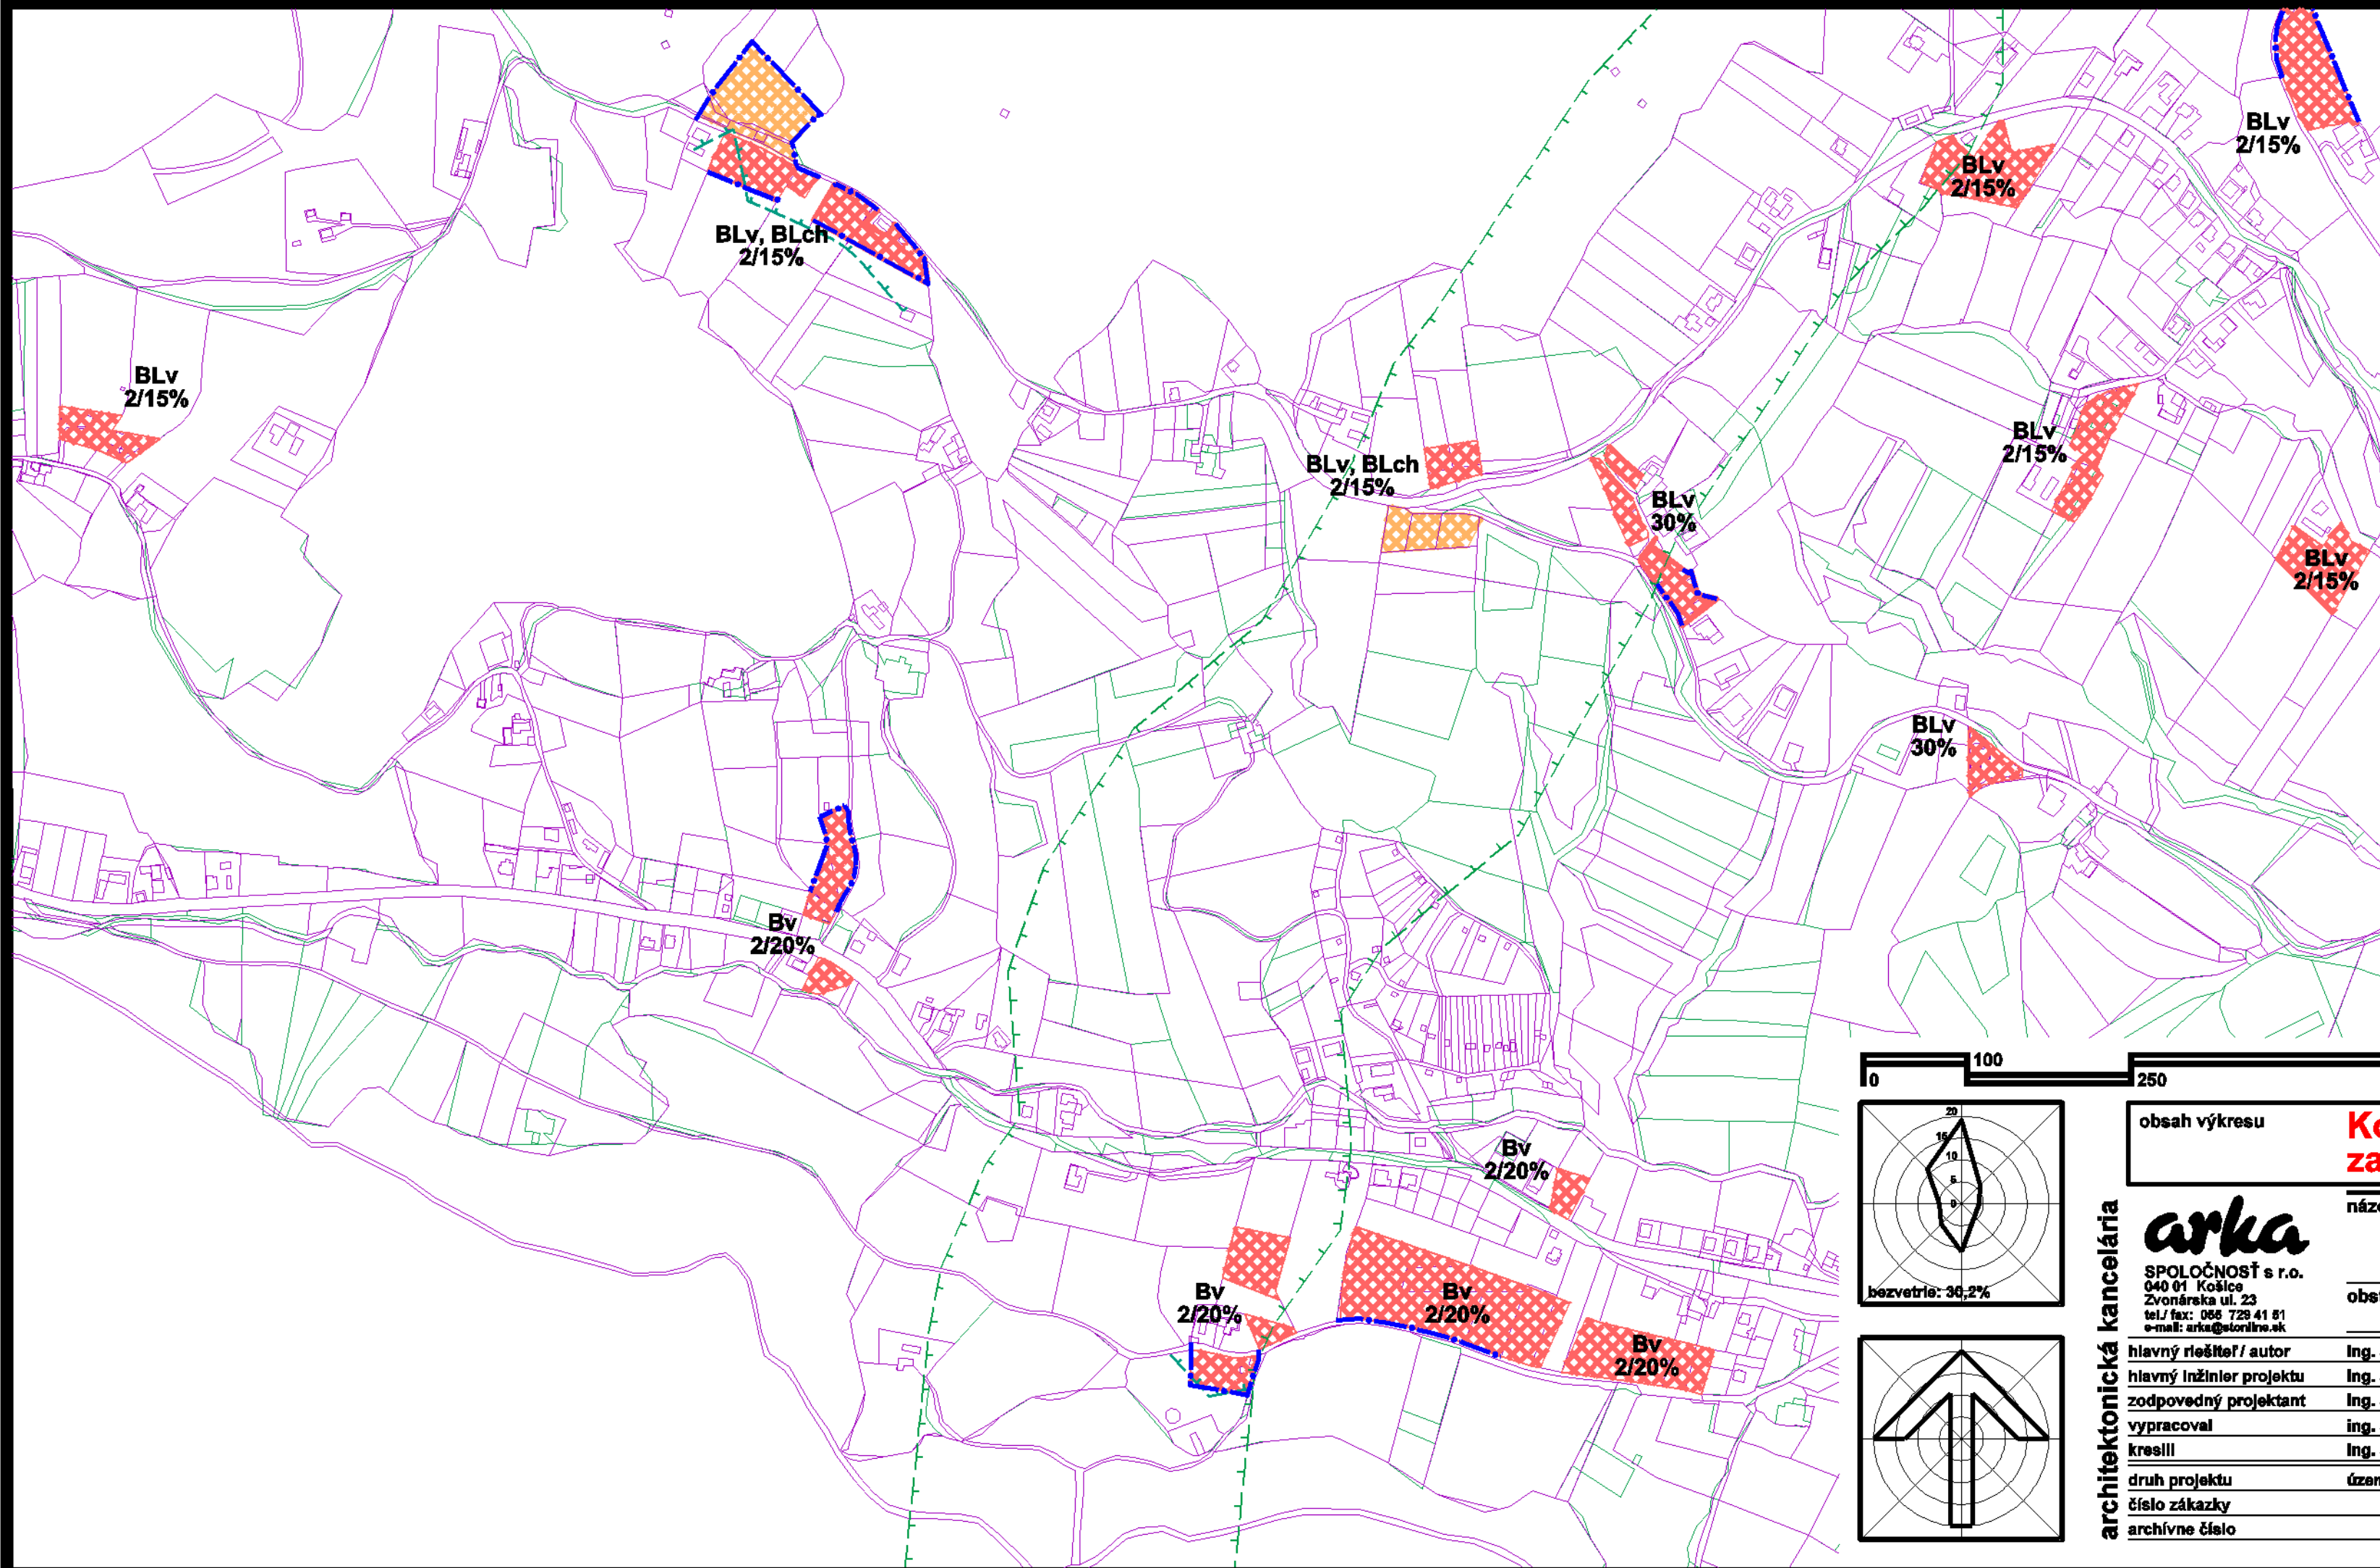 BLv
2/15%
BLv
2/15%
BLv, BLch
2/15%
BLv
2/15%
BLv
2/15%
BLv, BLch
2/15%
BLv
30%
BLv
2/15%
BLv
30%
Bv
2/20%
Bv
2/20%
Bv
2/20%
Bv
2/20%
Bv
2/20%
0
100
250
20
15
10
5
0
bezvetrie: 30,2%
architektonická kancelária
obsah výkresu
arka
SPOLOČNOSŤ s r.o.
040 01 Košice
Zvonárska ul. 23
tel./ fax: 055 729 41 51
e-mail: arka@stonline.sk
hlavný riešiteľ / autor Ing.
hlavný inžinier projektu Ing.
zodpovedný projektant Ing.
vypracoval ing.
kreslil Ing.
druh projektu
číslo zákazky
archívne číslo